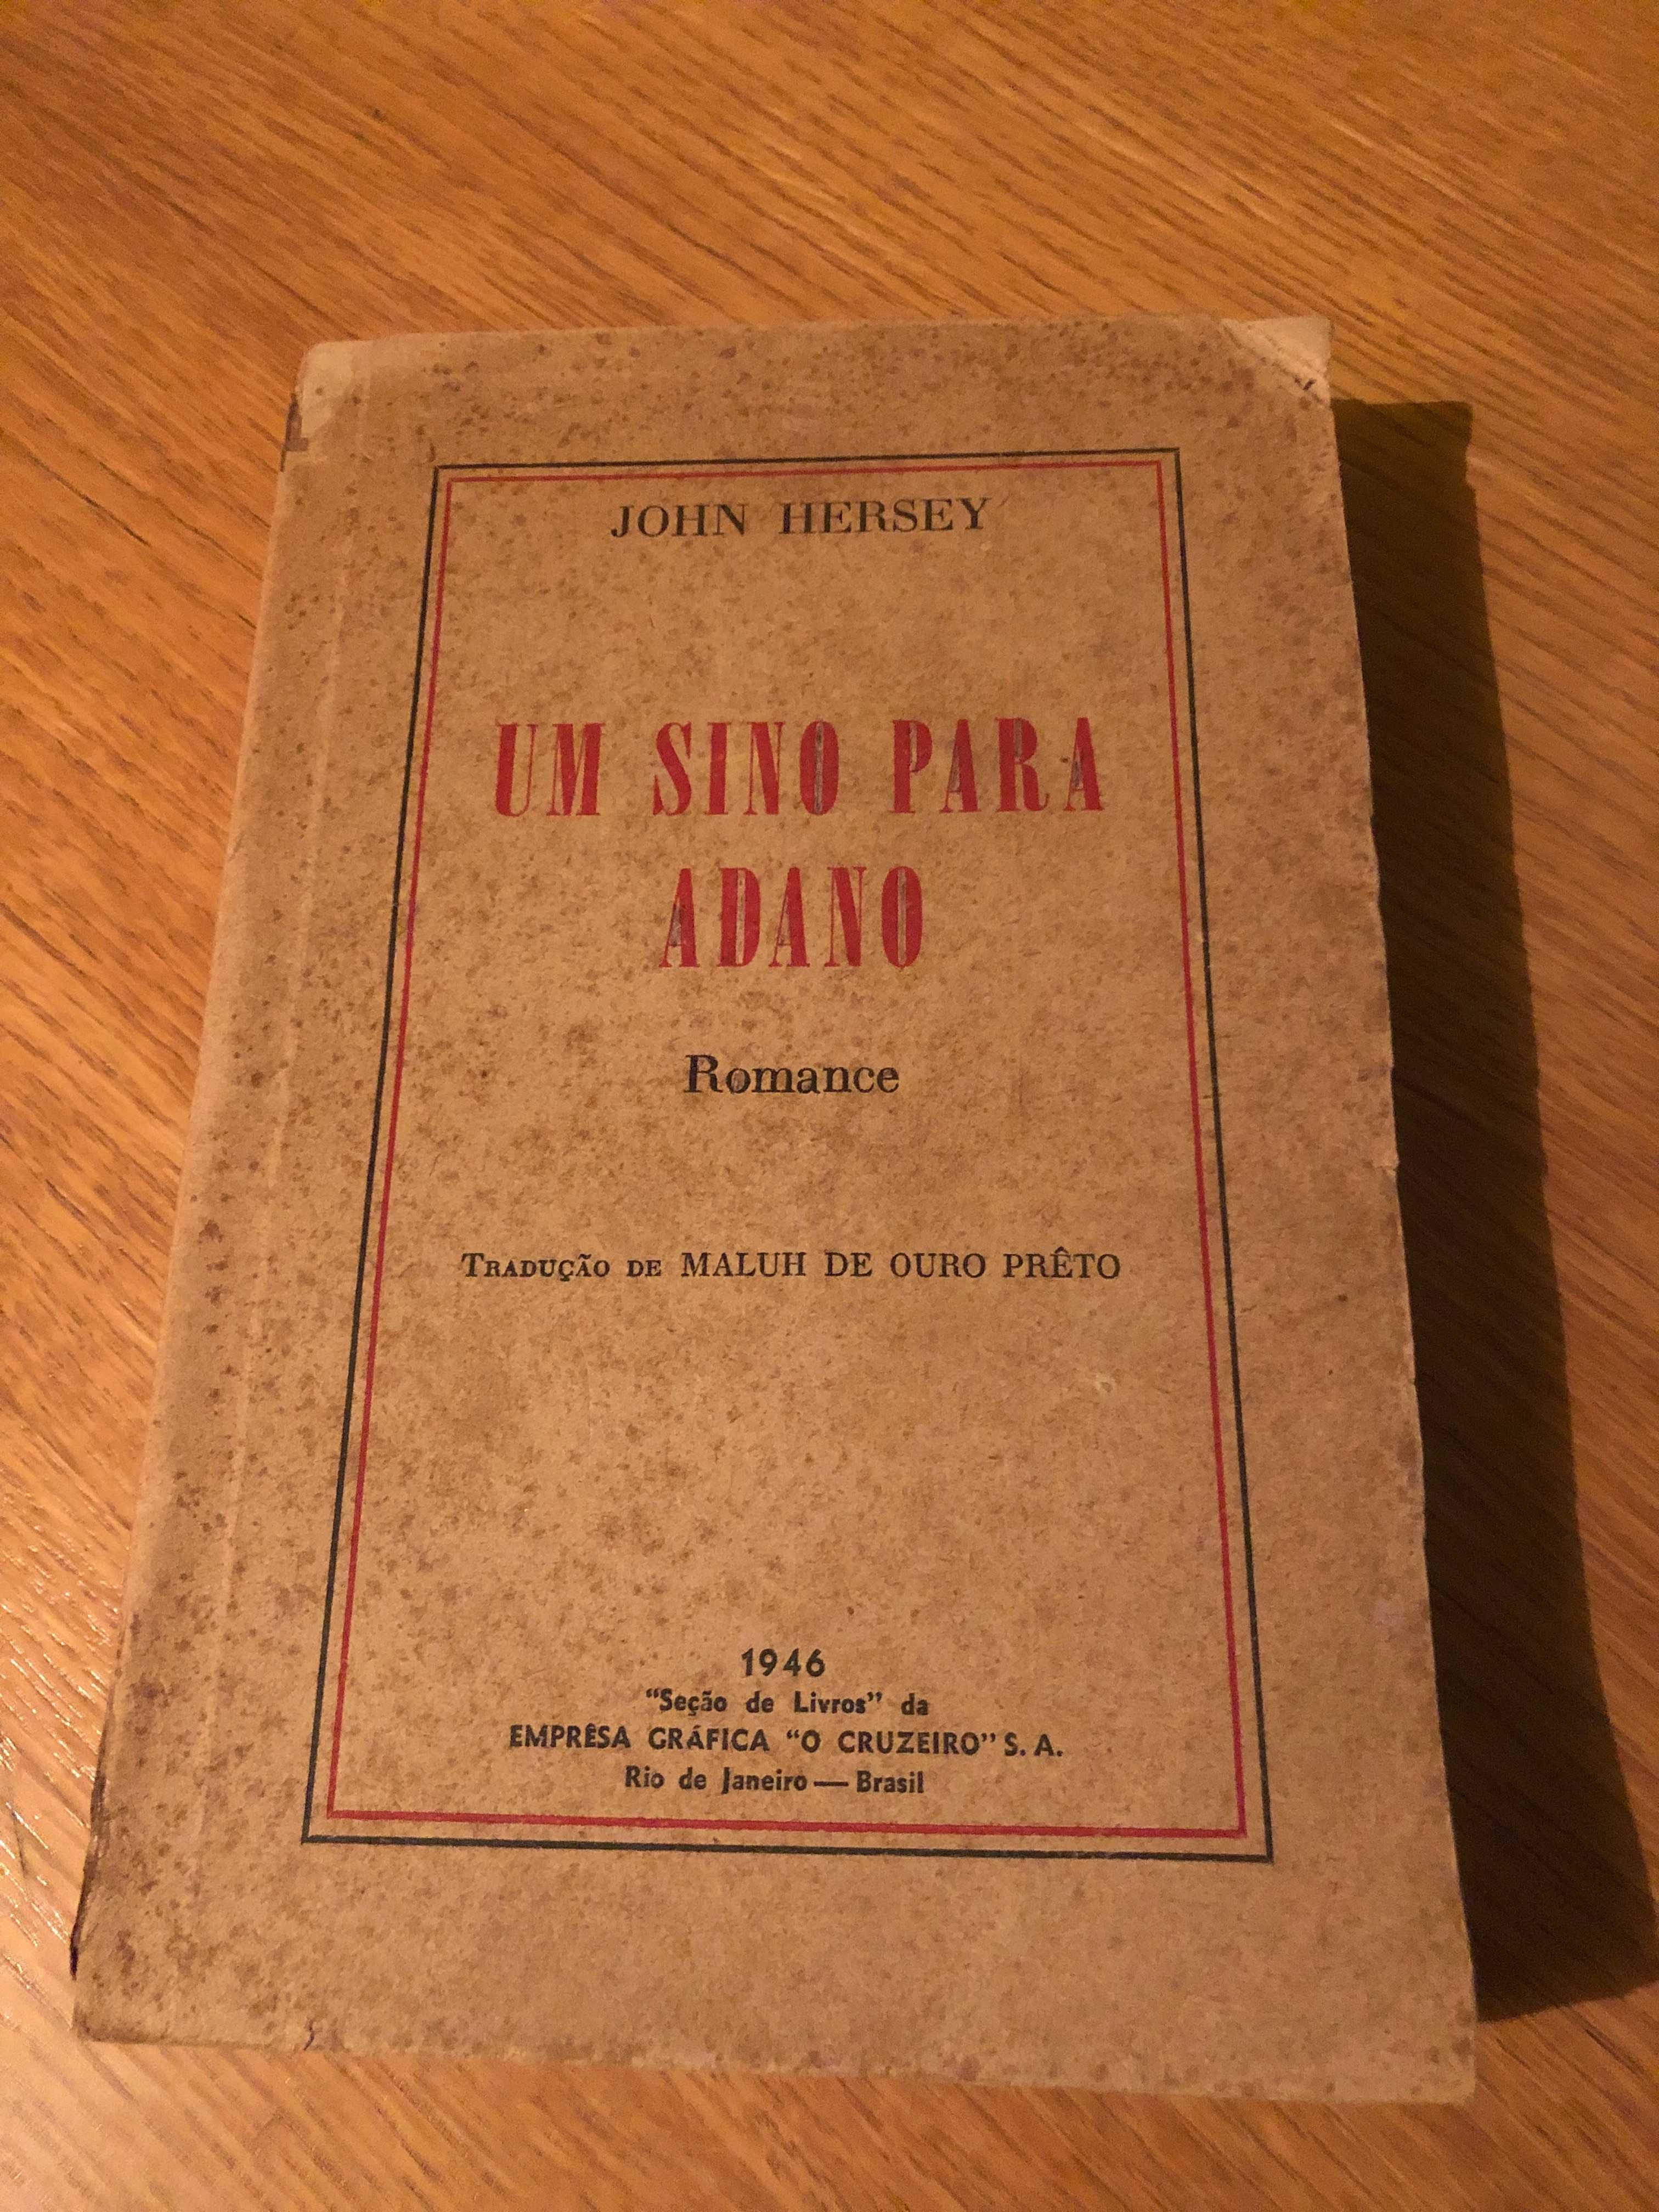 JOHN HERSEY
UM SINO PARA
ADANO
Romance
TRADUÇÃO DE MALUH DE OURO PRÊTO
1946
“Seção de Livros” da
EMPRÊSA GRÁFICA “O CRUZEIRO” S. A.
Rio de Janeiro — Brasil